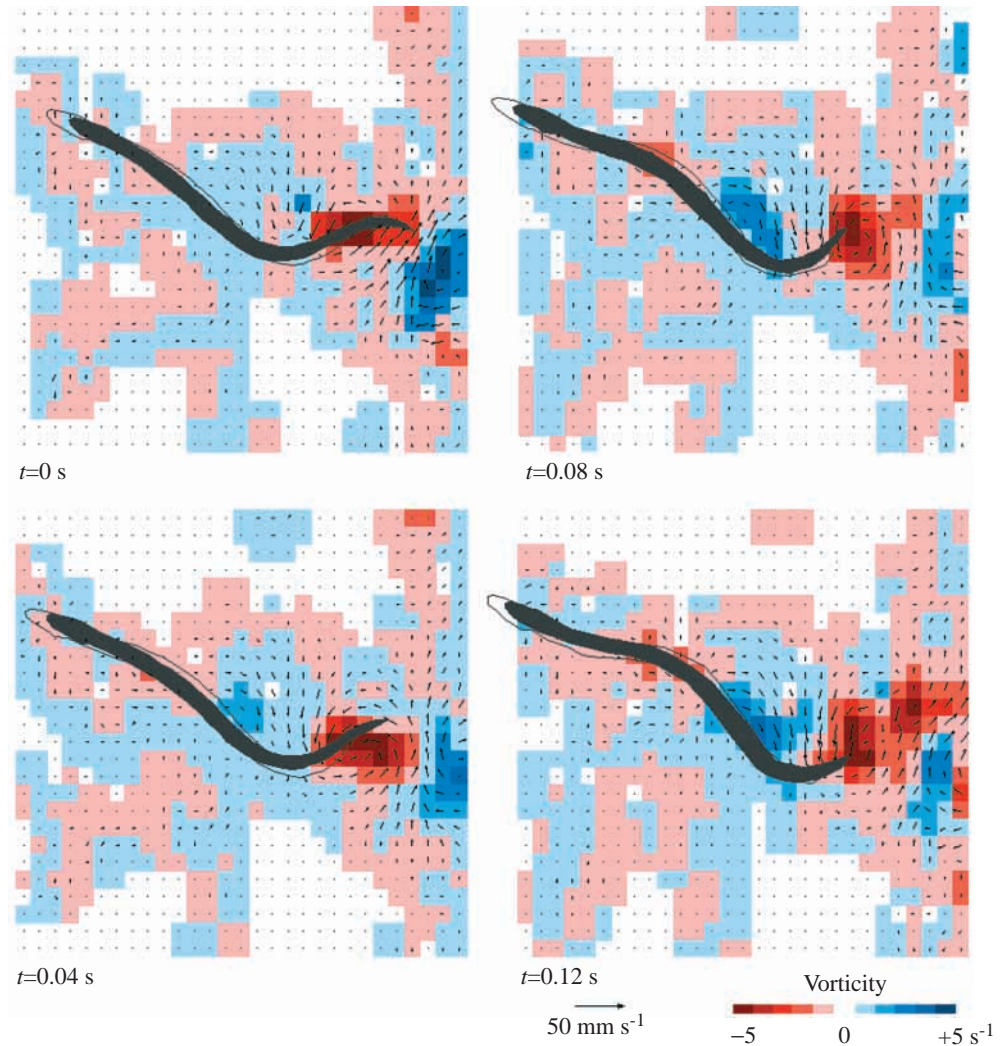 t=0 s
t=0.08 s
t=0.04 s
t=0.12 s
50 mm s-1
Vorticity
−5 0 +5 s-1